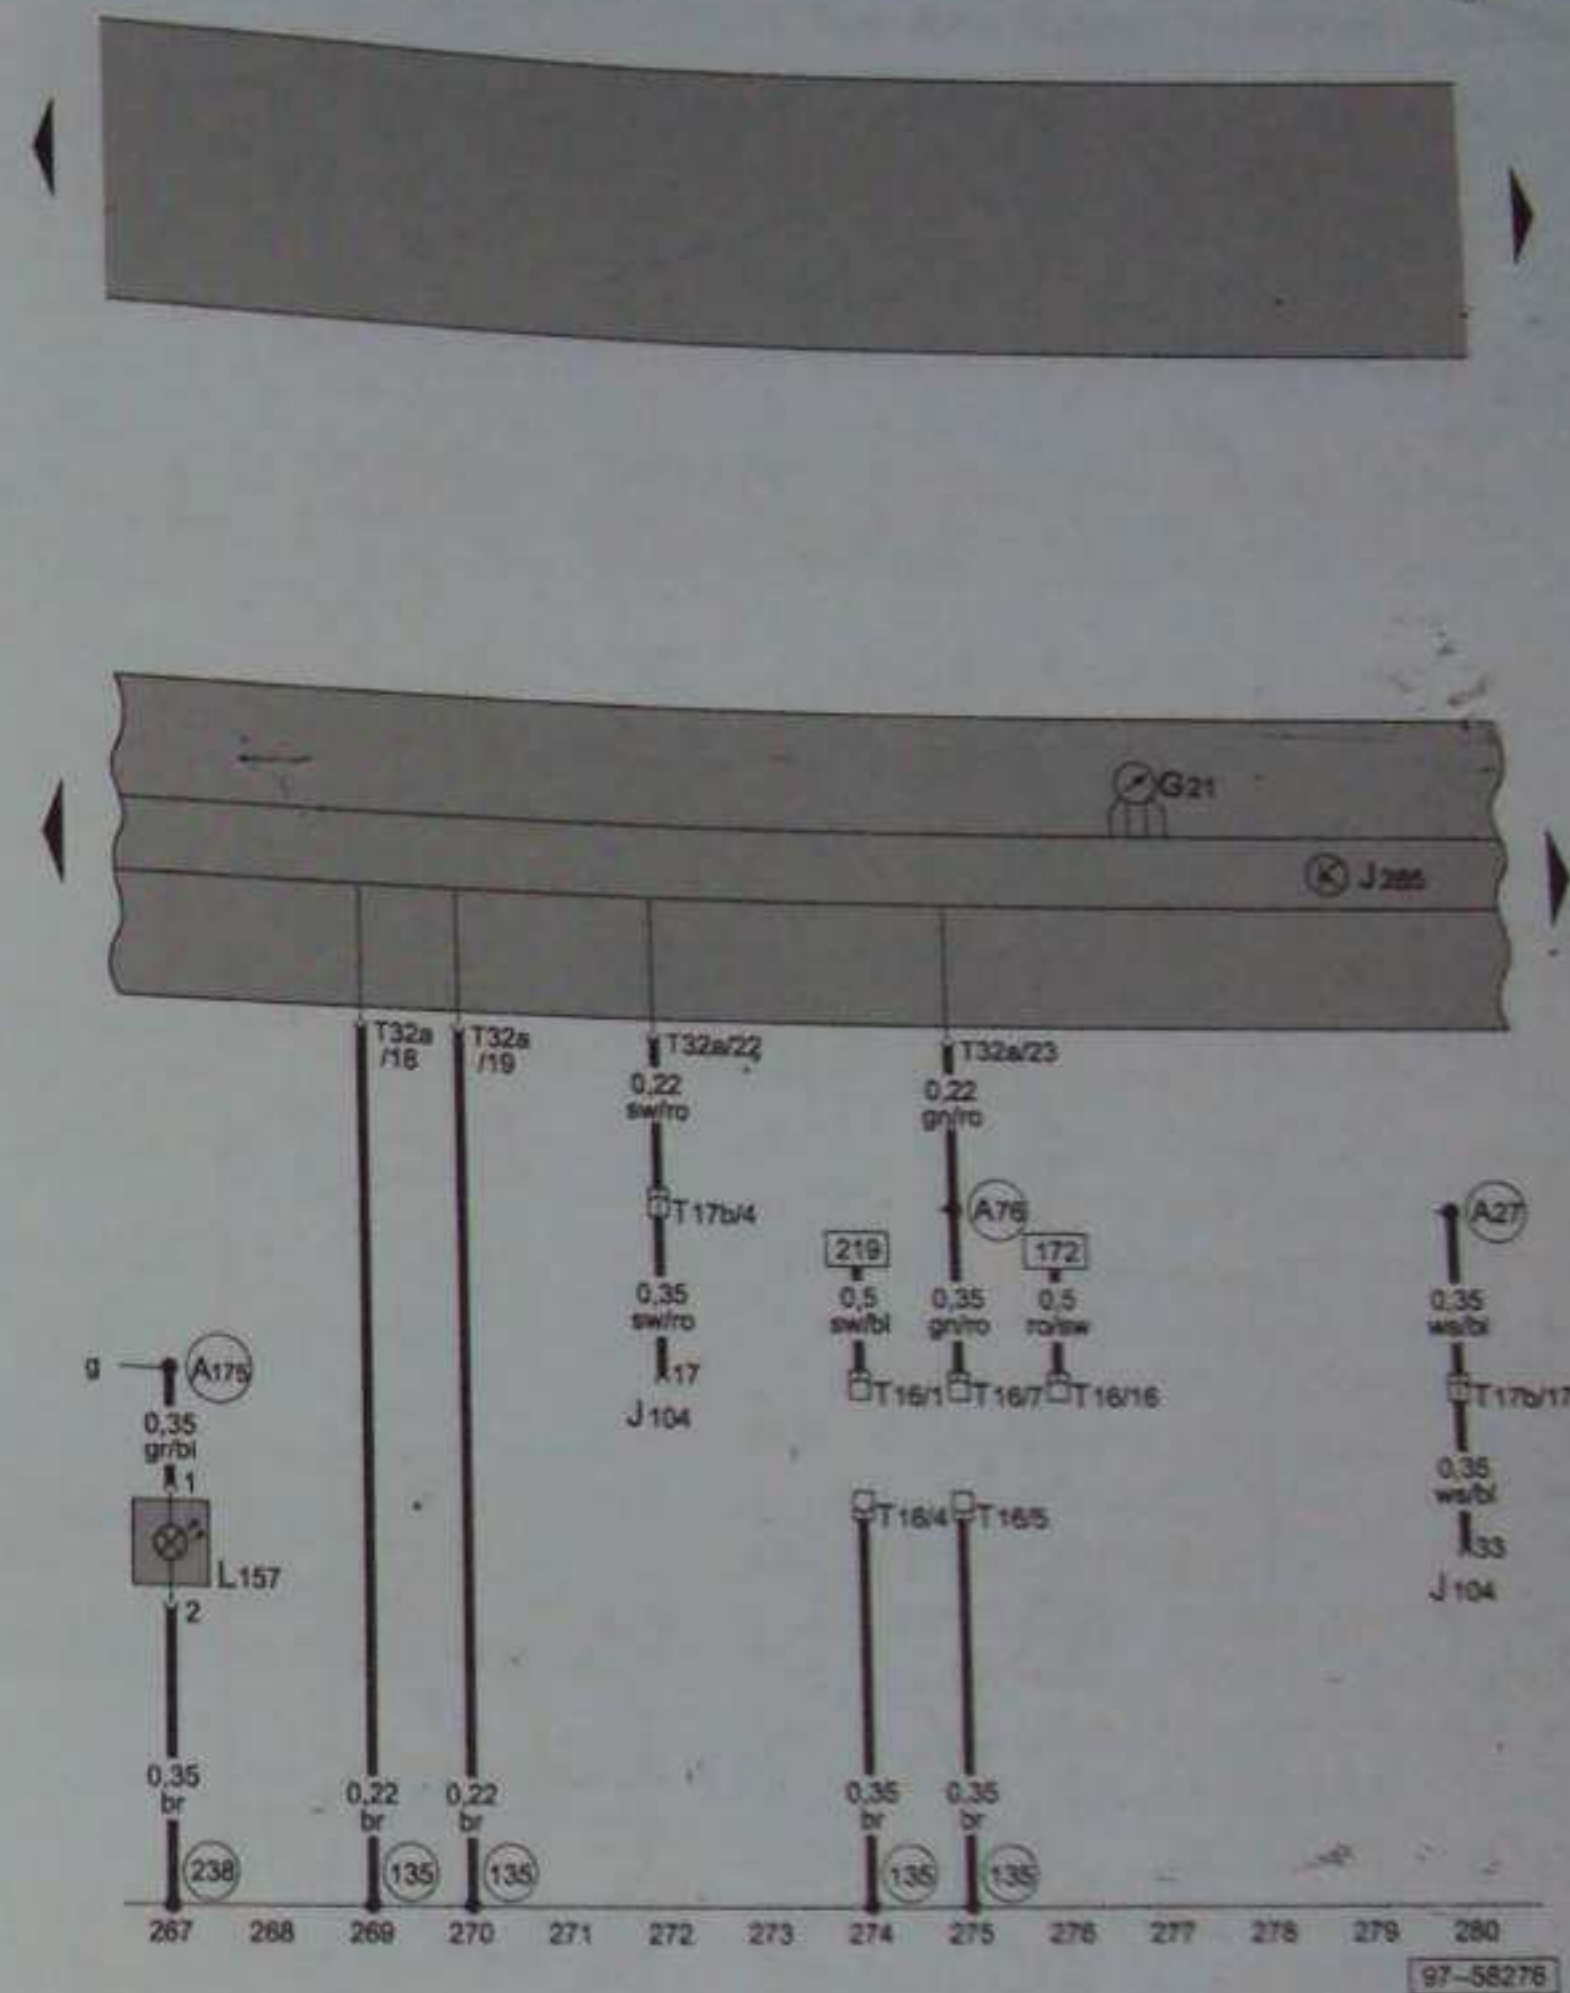 G21
J285
T32a
/18
T32a
/19
T32a/22
T32a/23
0,22
sw/ro
0,22
gn/ro
T17b/4
A76
A27
219
172
0,35
sw/ro
0,5
sw/bl
0,35
gn/ro
0,5
ro/sw
0,35
ws/bl
g
A175
17
T16/1
T16/7
T16/16
T17b/17
J104
0,35
gr/bl
1
0,35
ws/bl
T16/4
T16/5
33
L157
J104
2
0,35
br
0,22
br
0,22
br
0,35
br
0,35
br
238
135
135
135
135
267 268 269 270 271 272 273 274 275 276 277 278 279 280
97-58276